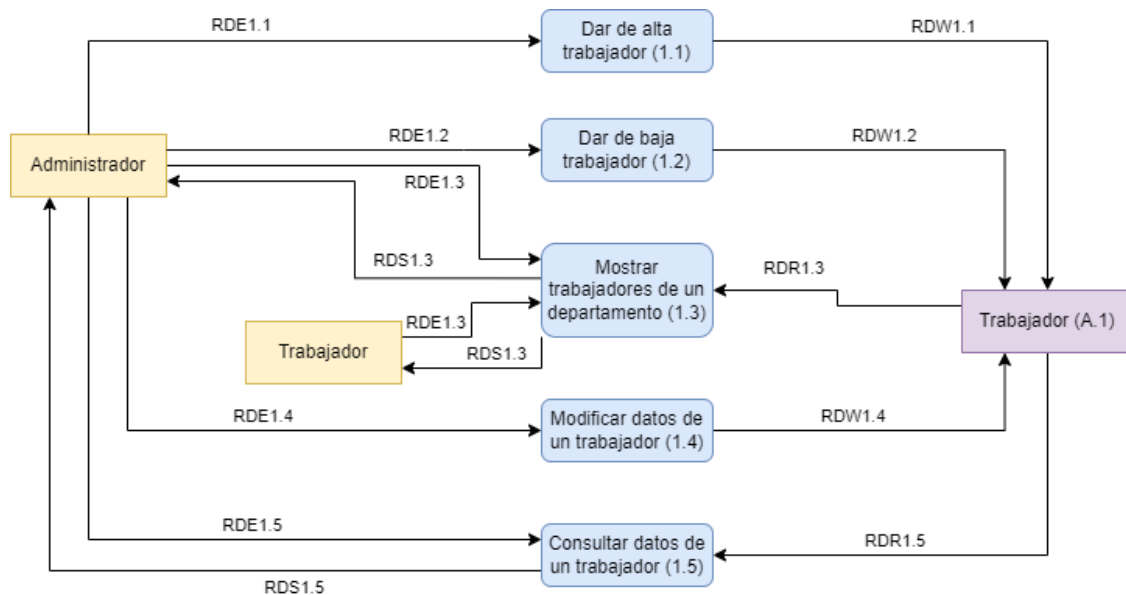 RDE1.1
Dar de alta
trabajador (1.1)
RDW1.1
Administrador
RDE1.2
Dar de baja
trabajador (1.2)
RDW1.2
RDE1.3
RDS1.3
Mostrar
trabajadores de un
departamento (1.3)
RDR1.3
Trabajador (A.1)
RDE1.3
Trabajador
RDS1.3
RDE1.4
Modificar datos de
un trabajador (1.4)
RDW1.4
RDE1.5
Consultar datos de
un trabajador (1.5)
RDR1.5
RDS1.5